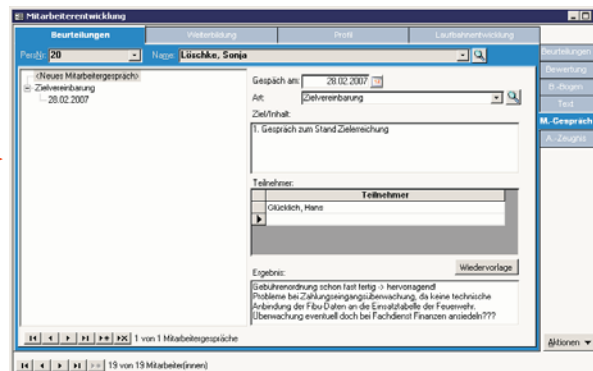 Mitarbeiterentwicklung
Beurteilungen Weiterbildung Profil Laufbahnentwicklung
PersNr: 20 Name: Löschke, Sonja
Beurteilungen
Bewertung
B.-Bogen
Text
M.-Gespräch
A.-Zeugnis
<Neues Mitarbeitergespräch>
Zielvereinbarung
28.02.2007
Gespäch am: 28.02.2007
Art: Zielvereinbarung
Ziel/Inhalt:
1. Gespräch zum Stand Zielerreichung
Teilnehmer:
Teilnehmer
Glücklich, Hans
Wiedervorlage
Ergebnis:
Gebührenordnung schon fast fertig -> hervorragend!
Probleme bei Zahlungseingangsüberwachung, da keine technische
Anbindung der Fibu-Daten an die Einsatztabelle der Feuerwehr.
Überwachung eventuell doch bei Fachdienst Finanzen ansiedeln???
1 von 1 Mitarbeitergespräche
Aktionen
19 von 19 Mitarbeiter(innen)